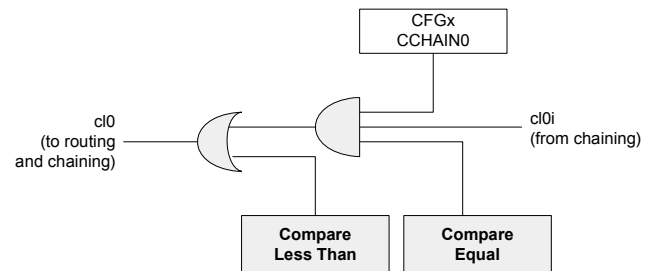 CFGx
CCHAIN0
cl0
(to routing
and chaining)
cl0i
(from chaining)
Compare
Less Than
Compare
Equal